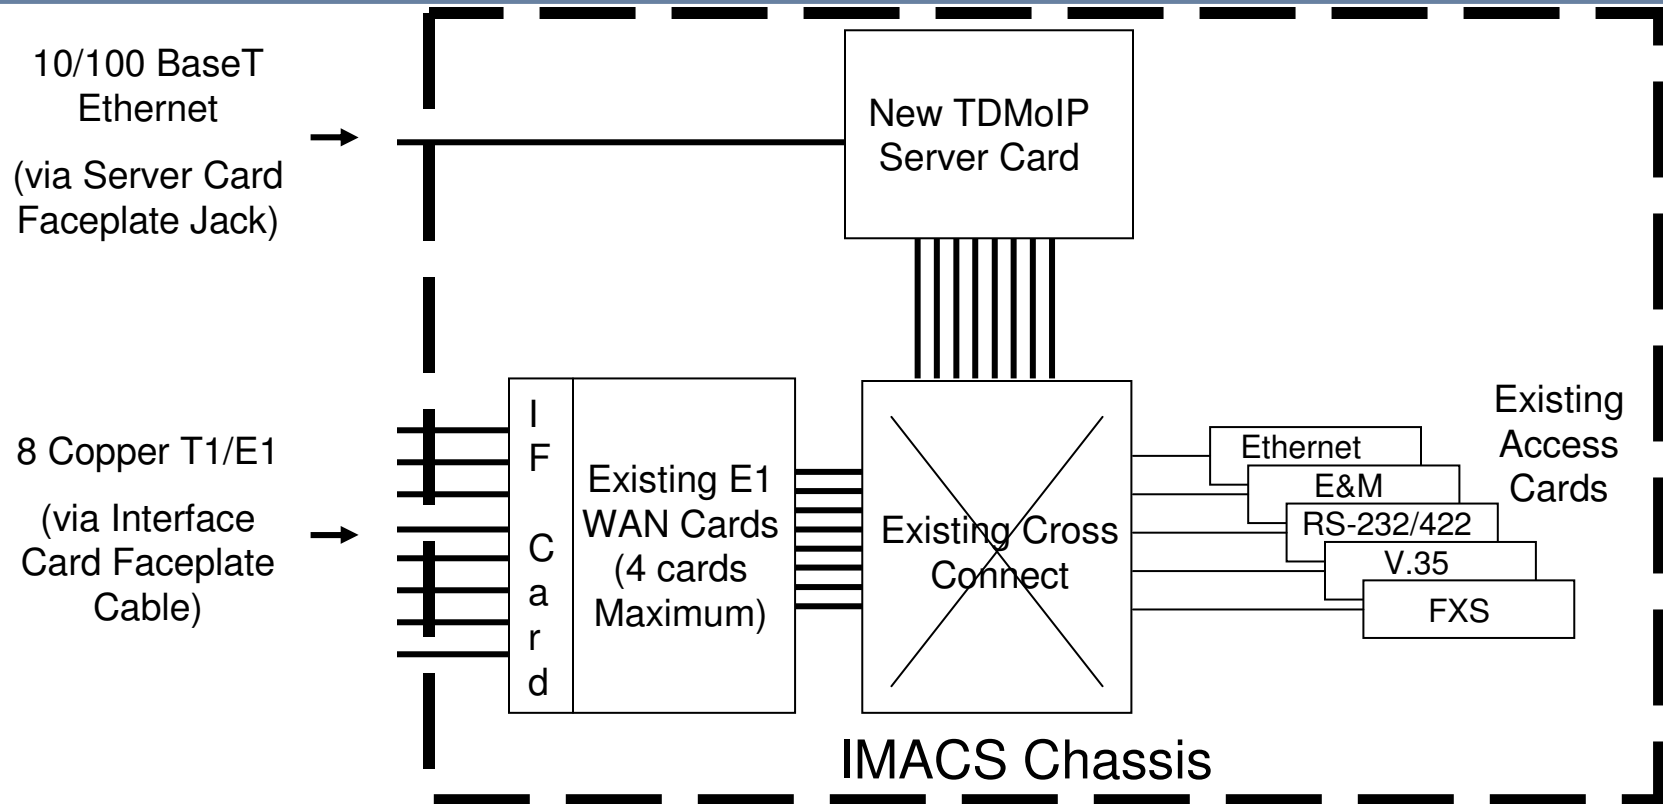 10/100 BaseT
Ethernet
(via Server Card
Faceplate Jack)
New TDMoIP
Server Card
8 Copper T1/E1
(via Interface
Card Faceplate
Cable)
I
F
C
a
r
d
Existing E1
WAN Cards
(4 cards
Maximum)
Existing Cross
Connect
Ethernet
E&M
RS-232/422
V.35
FXS
Existing
Access
Cards
IMACS Chassis